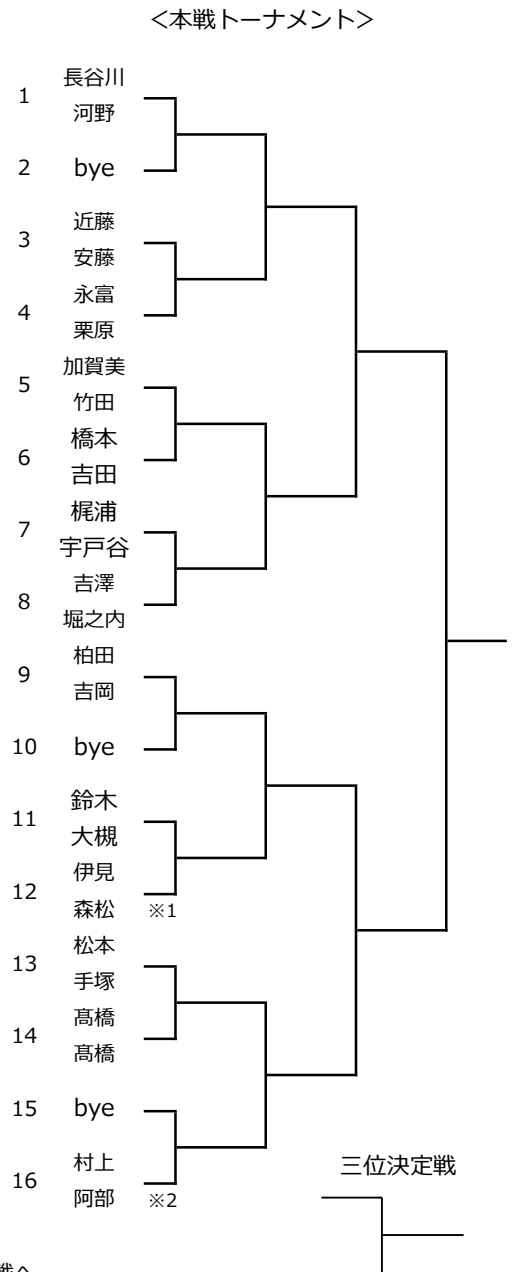 <本戦トーナメント>
長谷川
1
河野
2 bye
近藤
3
安藤
永富
4
栗原
加賀美
5
竹田
橋本
6
吉田
梶浦
7
宇戸谷
吉澤
8
堀之内
柏田
9
吉岡
10 bye
鈴木
11
大槻
伊見
12
森松 ※1
松本
13
手塚
髙橋
14
髙橋
15 bye
村上
16
阿部 ※2
三位決定戦